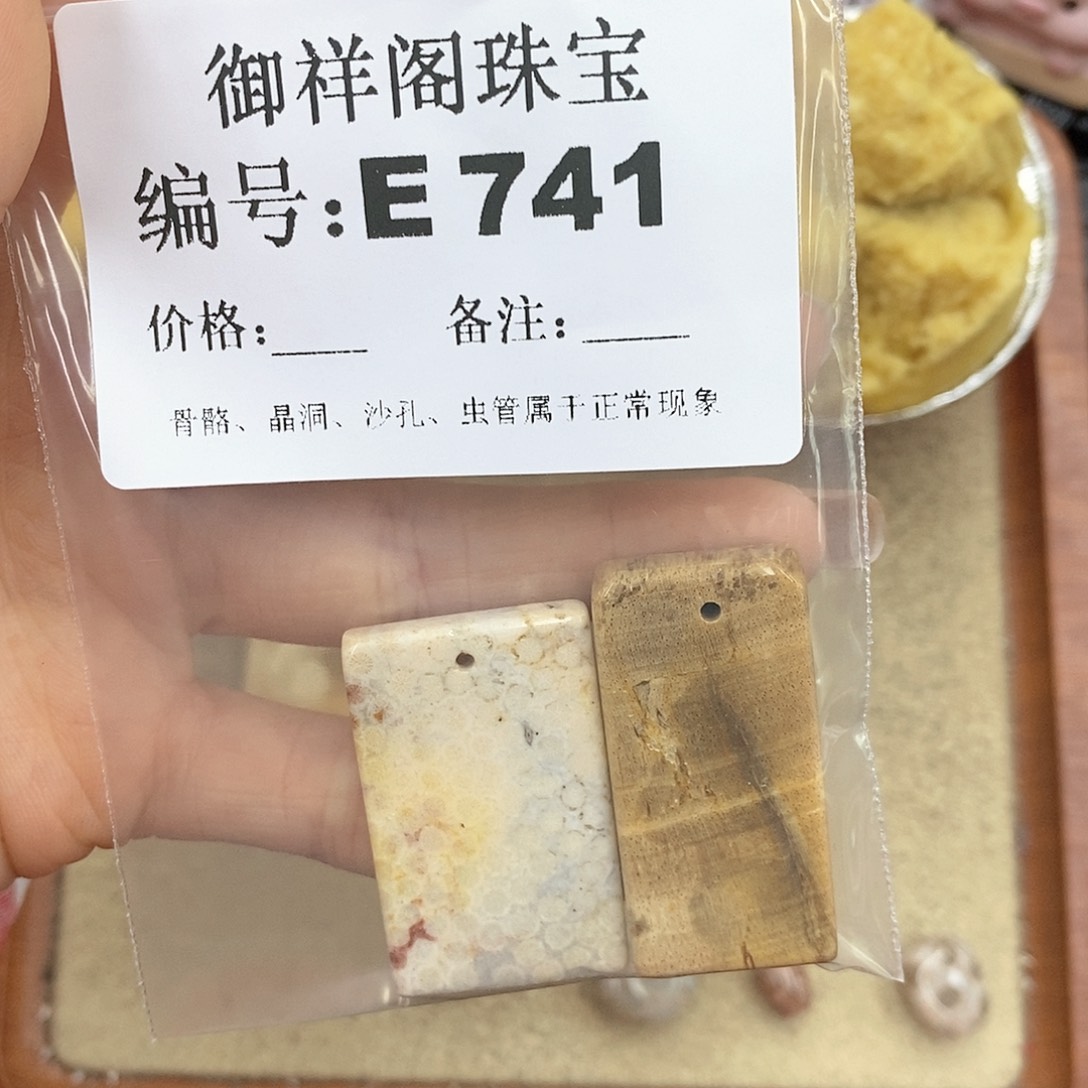 御祥阁珠宝
编号:E741
价格:____ 备注:____
骨骼、晶洞、沙孔、虫管属于正常现象